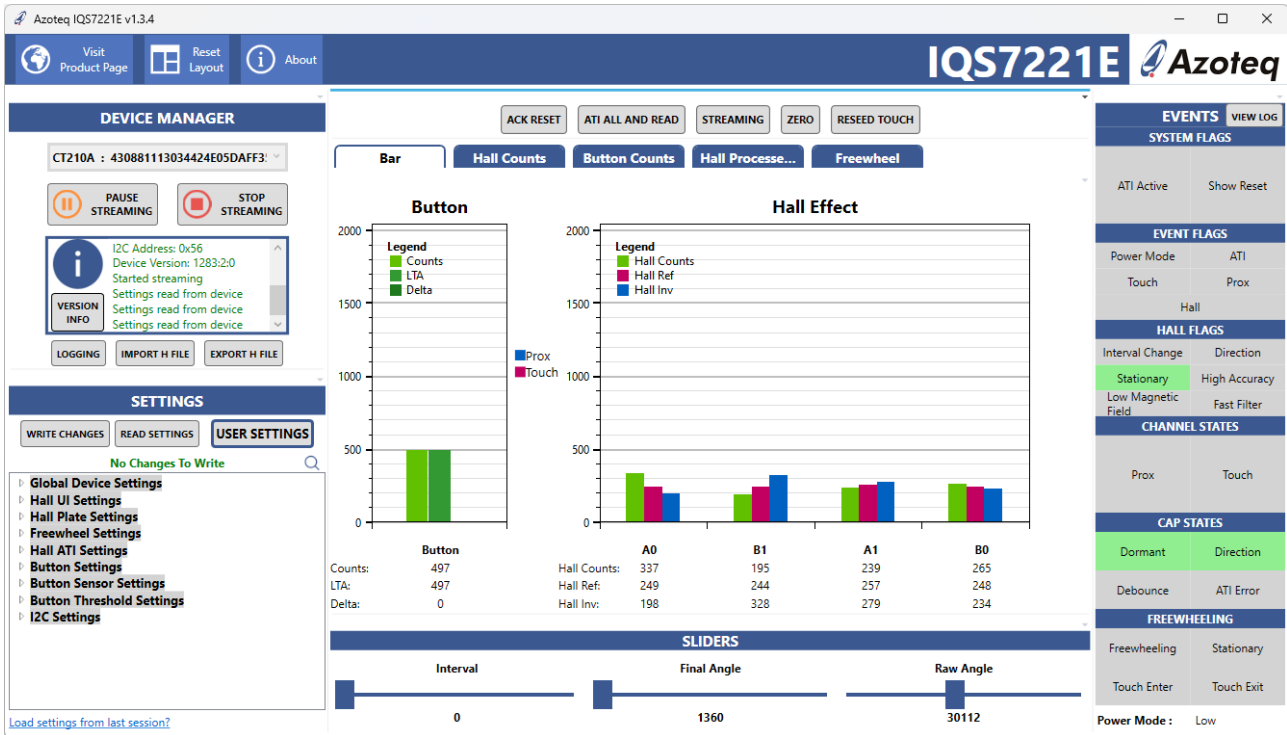 Azoteq IQS7221E v1.3.4
Visit Product Page
Reset Layout
About
IQS7221E
Azoteq
DEVICE MANAGER
CT210A : 430881113034424E05DAFF3
PAUSE STREAMING
STOP STREAMING
I2C Address: 0x56
Device Version: 1283:2:0
Started streaming
Settings read from device
Settings read from device
Settings read from device
VERSION INFO
LOGGING
IMPORT H FILE
EXPORT H FILE
SETTINGS
WRITE CHANGES
READ SETTINGS
USER SETTINGS
No Changes To Write
Global Device Settings
Hall UI Settings
Hall Plate Settings
Freewheel Settings
Hall ATI Settings
Button Settings
Button Sensor Settings
Button Threshold Settings
I2C Settings
Load settings from last session?
ACK RESET
ATI ALL AND READ
STREAMING
ZERO
RESEED TOUCH
Bar
Hall Counts
Button Counts
Hall Processe...
Freewheel
Button
2000
1500
1000
500
0
Legend
Counts
LTA
Delta
Prox
Touch
Button
Hall Effect
2000
1500
1000
500
0
Legend
Hall Counts
Hall Ref
Hall Inv
A0 B1 A1 B0
Counts: 497
LTA: 497
Delta: 0
Hall Counts: 337 195 239 265
Hall Ref: 249 244 257 248
Hall Inv: 198 328 279 234
SLIDERS
Interval
0
Final Angle
1360
Raw Angle
30112
EVENTS
VIEW LOG
SYSTEM FLAGS
ATI Active
Show Reset
EVENT FLAGS
Power Mode
ATI
Touch
Prox
Hall
HALL FLAGS
Interval Change
Direction
Stationary
High Accuracy
Low Magnetic Field
Fast Filter
CHANNEL STATES
Prox
Touch
CAP STATES
Dormant
Direction
Debounce
ATI Error
FREEWHEELING
Freewheeling
Stationary
Touch Enter
Touch Exit
Power Mode : Low